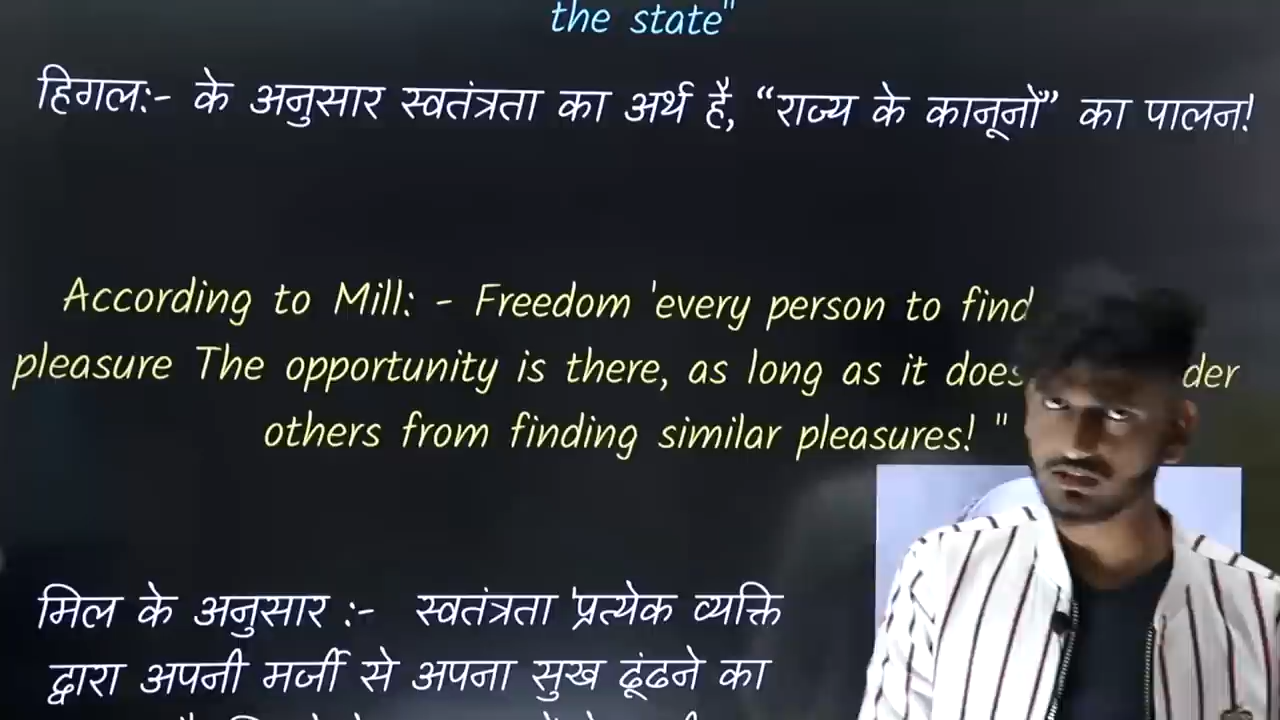 the state"
हिगल:- के अनुसार स्वतंत्रता का अर्थ है, “राज्य के कानूनों” का पालन!
According to Mill: - Freedom 'every person to find
pleasure The opportunity is there, as long as it does der
others from finding similar pleasures! "
मिल के अनुसार :- स्वतंत्रता 'प्रत्येक व्यक्ति
द्वारा अपनी मर्जी से अपना सुख ढूंढने का